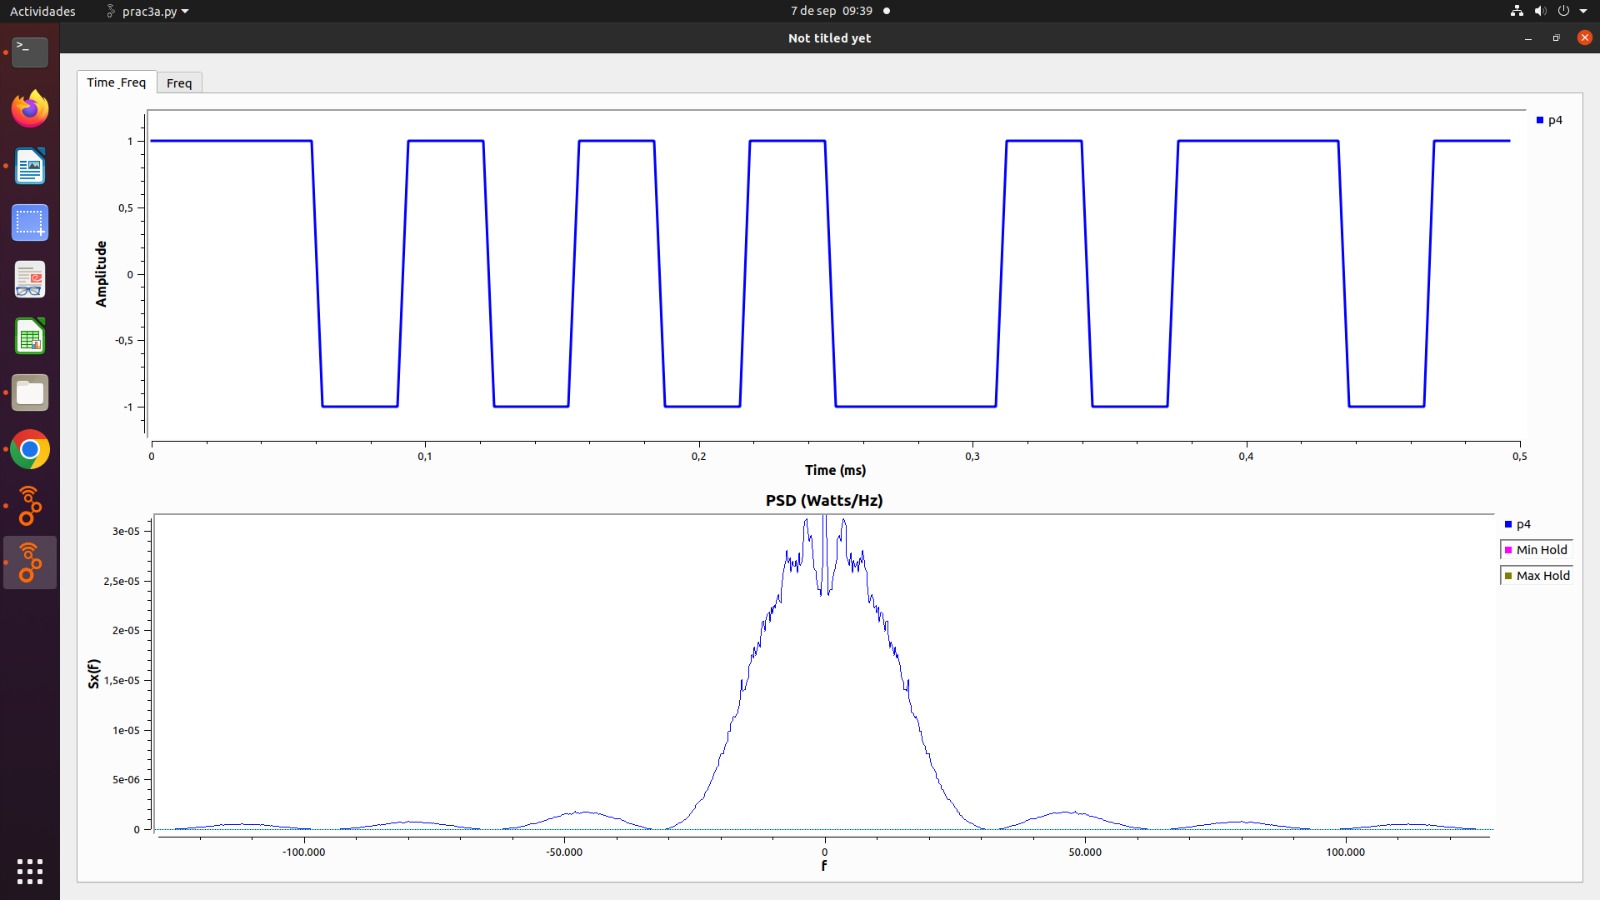 Actividades prac3a.py 7 de sep 09:39
Not titled yet
Time_Freq Freq
p4
1
0,5
0
-0,5
-1
Amplitude
0 0,1 0,2 0,3 0,4 0,5
Time (ms)
PSD (Watts/Hz)
p4
Min Hold
Max Hold
3e-05
2,5e-05
2e-05
1,5e-05
1e-05
5e-06
0
Sx(f)
-100.000 -50.000 0 50.000 100.000
f